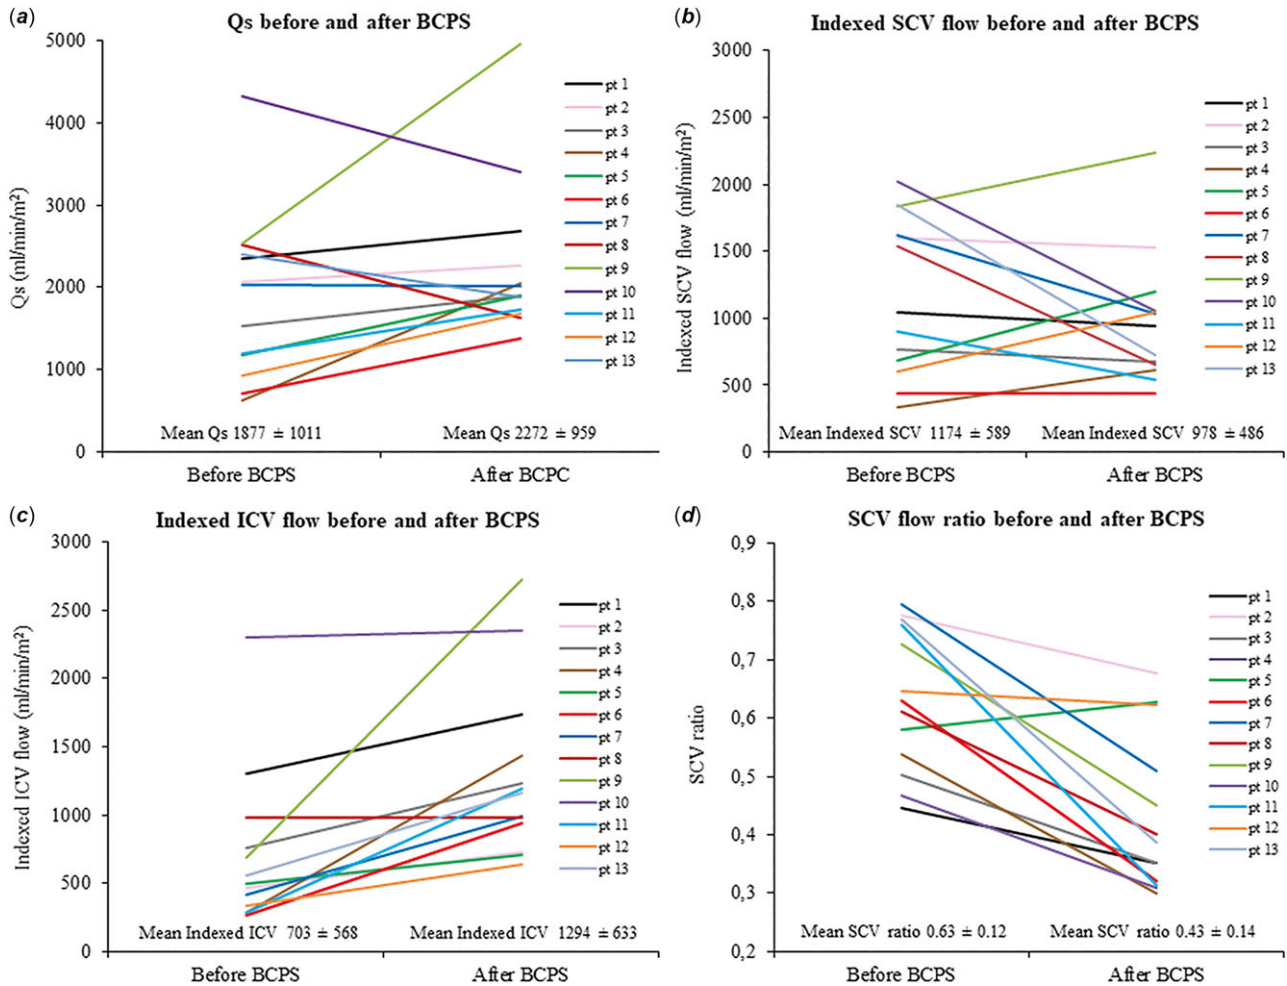 (a)
Qs before and after BCPS
5000
4000
3000
2000
1000
0
Qs (ml/min/m²)
pt 1
pt 2
pt 3
pt 4
pt 5
pt 6
pt 7
pt 8
pt 9
pt 10
pt 11
pt 12
pt 13
Mean Qs 1877 ± 1011
Mean Qs 2272 ± 959
Before BCPS
After BCPC
(b)
Indexed SCV flow before and after BCPS
3000
2500
2000
1500
1000
500
0
Indexed SCV flow (ml/min/m²)
pt 1
pt 2
pt 3
pt 4
pt 5
pt 6
pt 7
pt 8
pt 9
pt 10
pt 11
pt 12
pt 13
Mean Indexed SCV 1174 ± 589
Mean Indexed SCV 978 ± 486
Before BCPS
After BCPS
(c)
Indexed ICV flow before and after BCPS
3000
2500
2000
1500
1000
500
0
Indexed ICV flow (ml/min/m²)
pt 1
pt 2
pt 3
pt 4
pt 5
pt 6
pt 7
pt 8
pt 9
pt 10
pt 11
pt 12
pt 13
Mean Indexed ICV 703 ± 568
Mean Indexed ICV 1294 ± 633
Before BCPS
After BCPS
(d)
SCV flow ratio before and after BCPS
0,9
0,8
0,7
0,6
0,5
0,4
0,3
0,2
SCV ratio
pt 1
pt 2
pt 3
pt 4
pt 5
pt 6
pt 7
pt 8
pt 9
pt 10
pt 11
pt 12
pt 13
Mean SCV ratio 0.63 ± 0.12
Mean SCV ratio 0.43 ± 0.14
Before BCPS
After BCPS